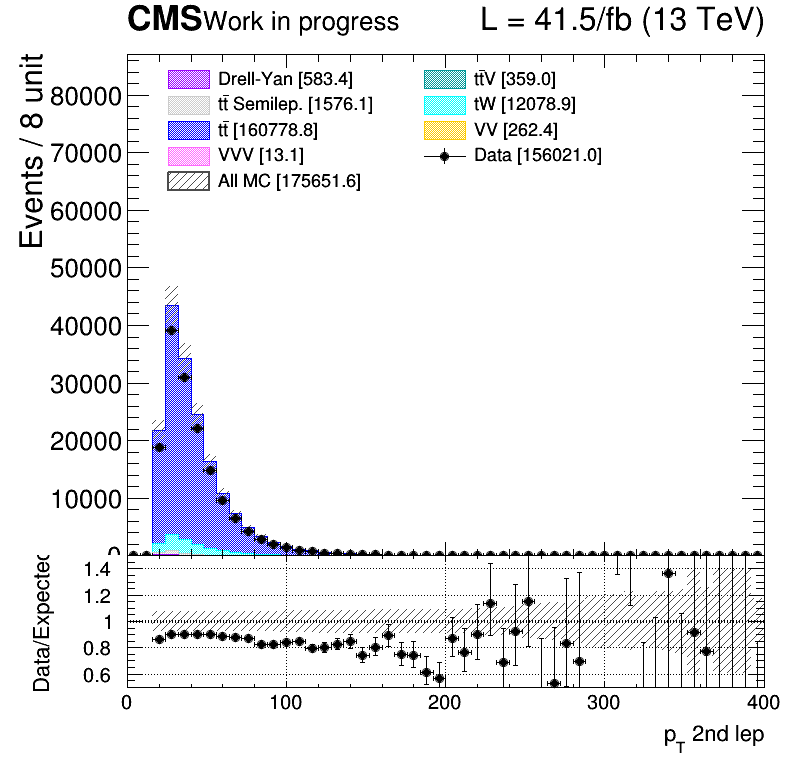 CMS Work in progress L = 41.5/fb (13 TeV)
Events / 8 unit
Drell-Yan [583.4]
tt̄ Semilep. [1576.1]
tt̄ [160778.8]
VVV [13.1]
All MC [175651.6]
tt̄V [359.0]
tW [12078.9]
VV [262.4]
Data [156021.0]
80000
70000
60000
50000
40000
30000
20000
10000
0
Data/Expected
1.4
1.2
1
0.8
0.6
0 100 200 300 400
p_T 2nd lep